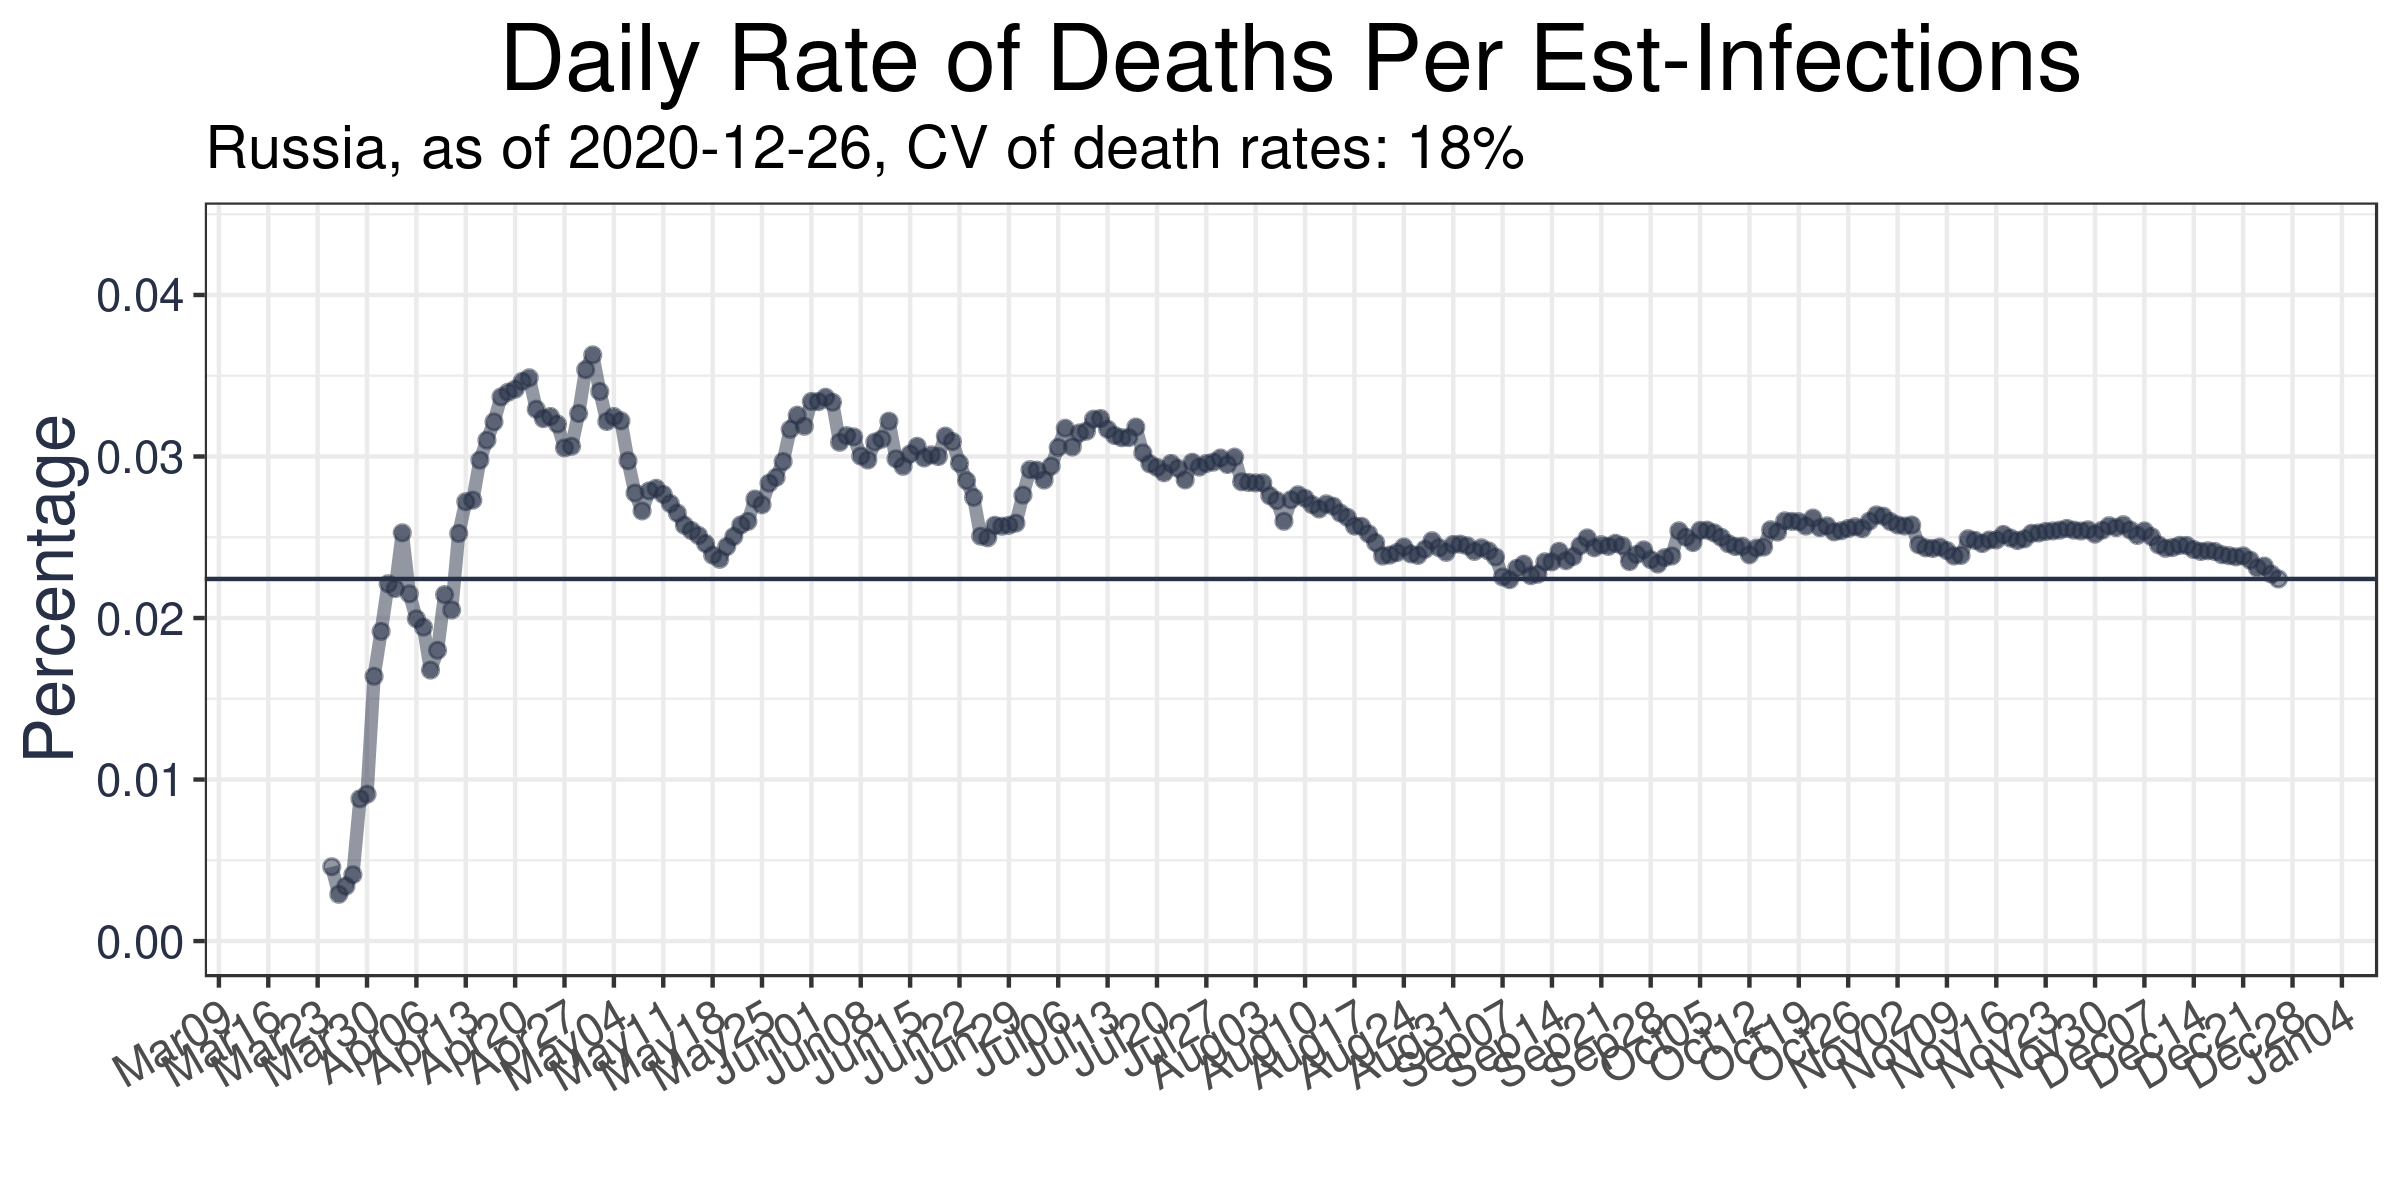 Daily Rate of Deaths Per Est-Infections
Russia, as of 2020-12-26, CV of death rates: 18%
Percentage
0.04
0.03
0.02
0.01
0.00
Mar09
Mar16
Mar23
Mar30
Apr06
Apr13
Apr20
Apr27
May04
May11
May18
May25
Jun01
Jun08
Jun15
Jun22
Jun29
Jul06
Jul13
Jul20
Jul27
Aug03
Aug10
Aug17
Aug24
Aug31
Sep07
Sep14
Sep21
Sep28
Oct05
Oct12
Oct19
Oct26
Nov02
Nov09
Nov16
Nov23
Nov30
Dec07
Dec14
Dec21
Dec28
Jan04